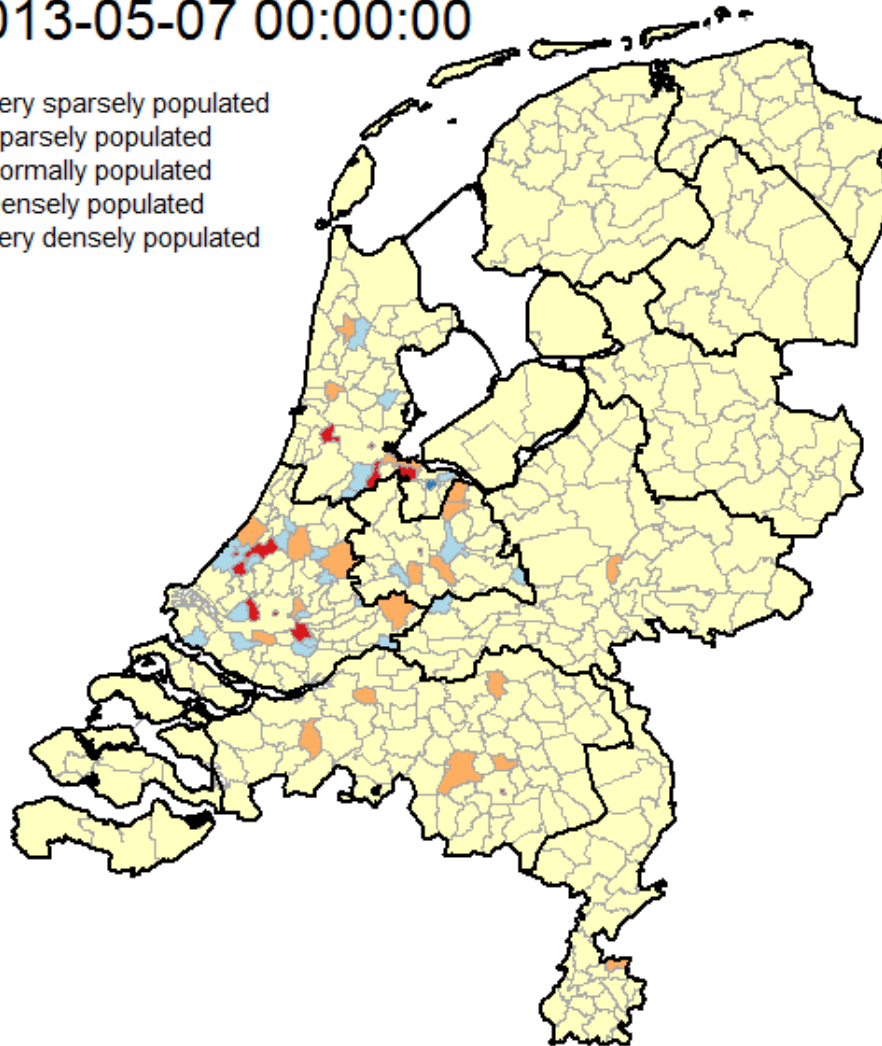 013-05-07 00:00:00
ery sparsely populated
parsely populated
ormally populated
ensely populated
ery densely populated